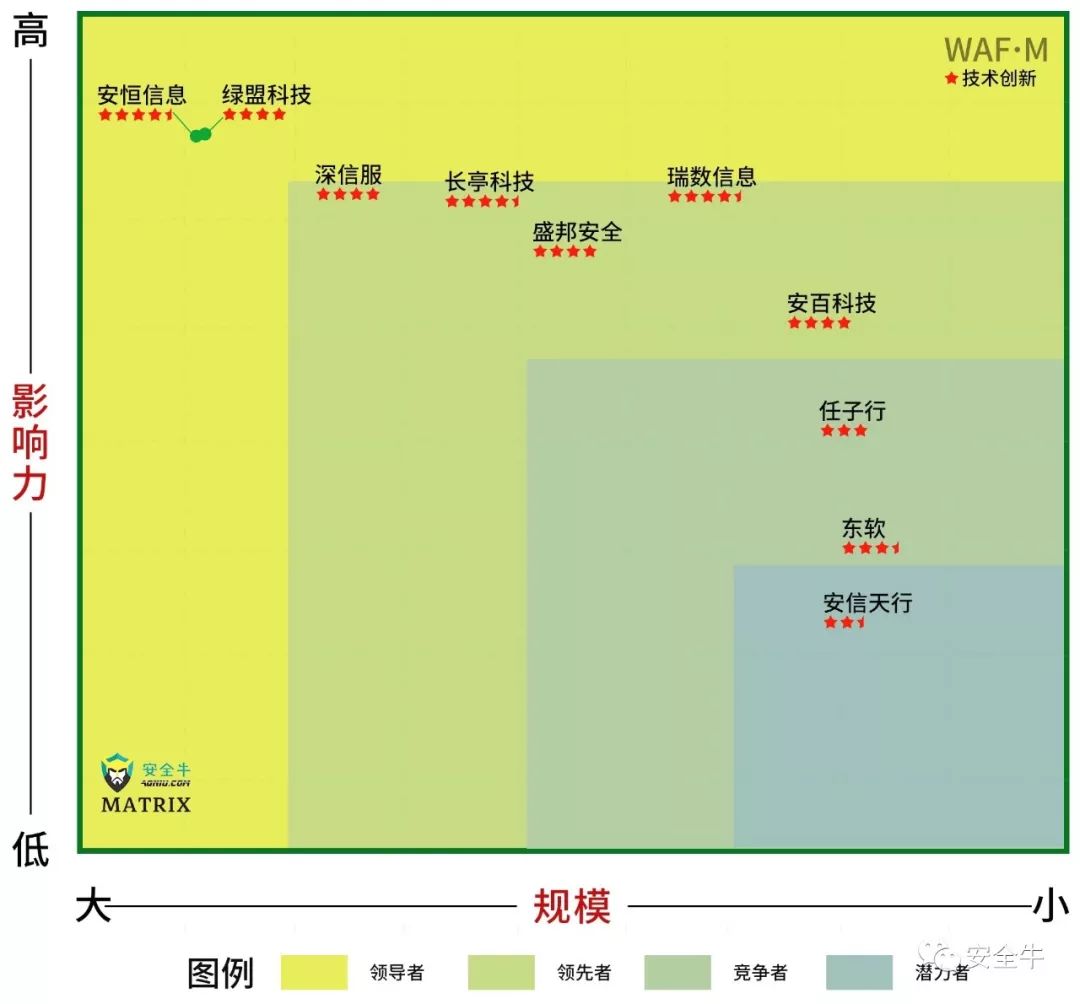 高
WAF·M
技术创新
安恒信息
绿盟科技
深信服
长亭科技
瑞数信息
盛邦安全
安百科技
影响力
任子行
东软
安信天行
安全牛
AQNIU.COM
MATRIX
低
大
规模
小
图例
领导者
领先者
竞争者
潜力者
安全牛